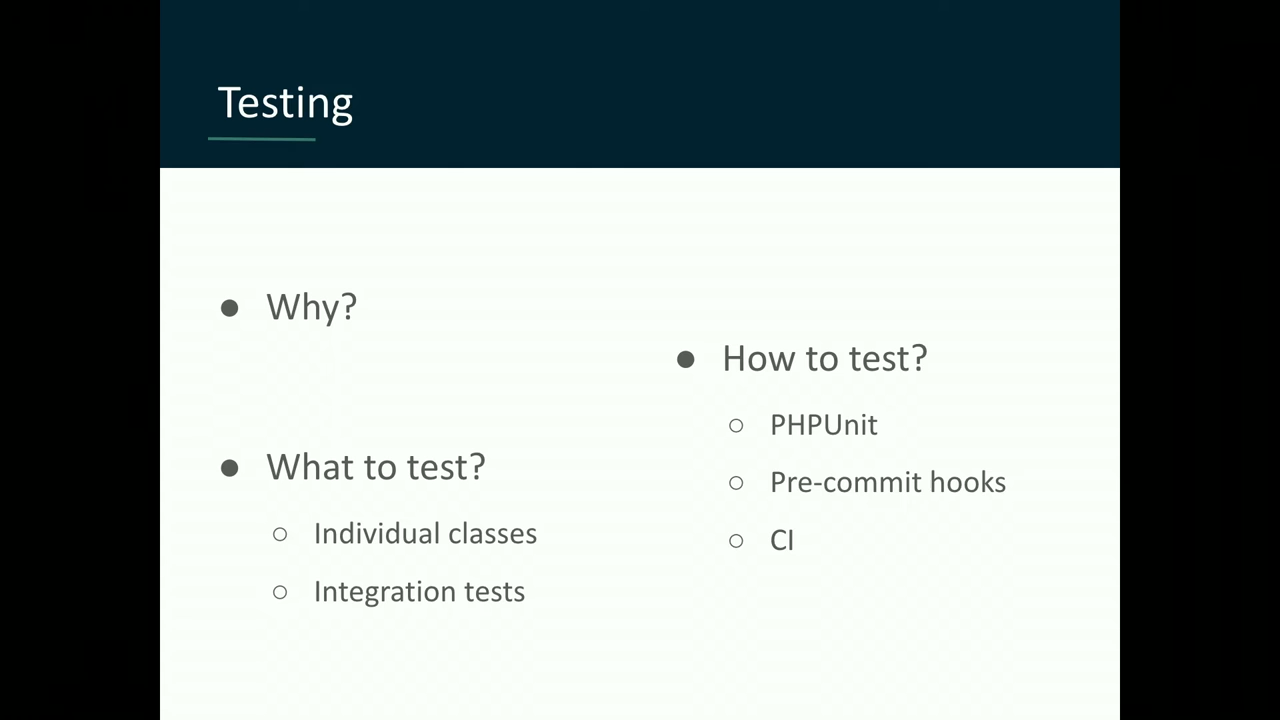 Testing
● Why?
● What to test?
○ Individual classes
○ Integration tests
● How to test?
○ PHPUnit
○ Pre-commit hooks
○ CI